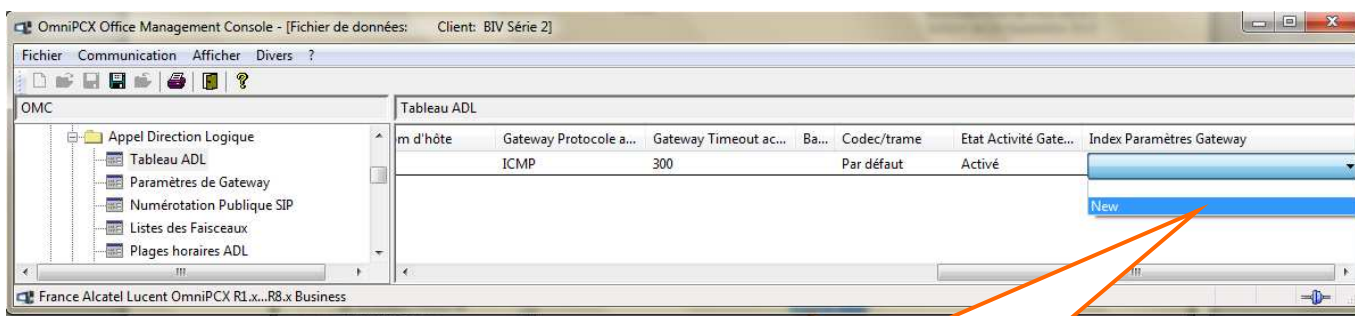 OmniPCX Office Management Console - [Fichier de données: Client: BIV Série 2]
Fichier Communication Afficher Divers ?
OMC
Tableau ADL
Appel Direction Logique
Tableau ADL
Paramètres de Gateway
Numérotation Publique SIP
Listes des Faisceaux
Plages horaires ADL
m d'hôte Gateway Protocole a... Gateway Timeout ac... Ba... Codec/trame Etat Activité Gate... Index Paramètres Gateway
ICMP 300 Par défaut Activé
New
France Alcatel Lucent OmniPCX R1.x...R8.x Business